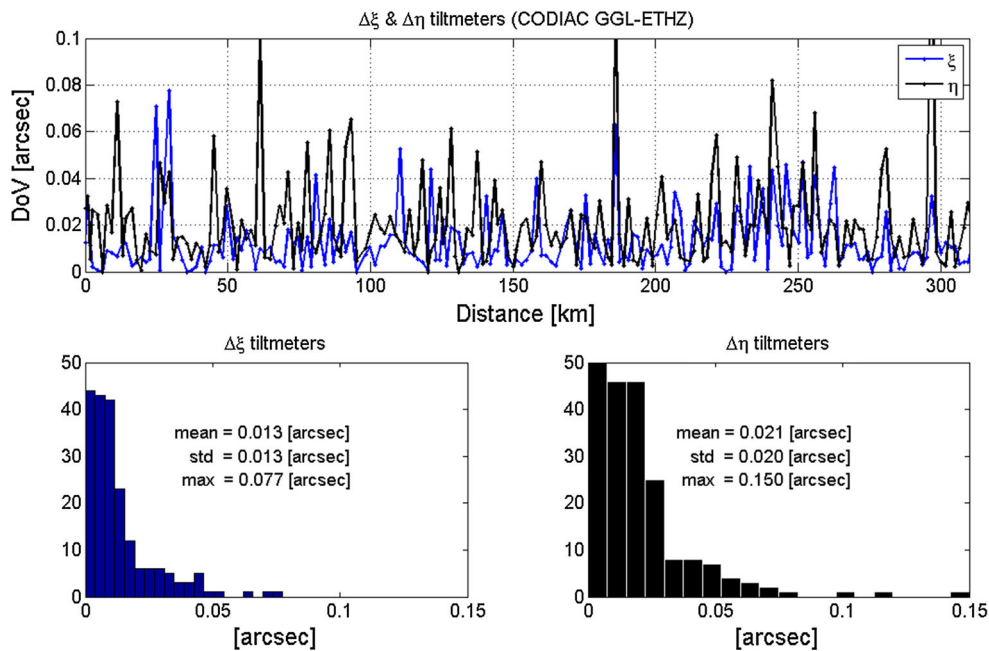 Δξ & Δη tiltmeters (CODIAC GGL-ETHZ)
DoV [arcsec]
0.1
0.08
0.06
0.04
0.02
0
ξ
η
0 50 100 150 200 250 300
Distance [km]
Δξ tiltmeters
50
40
30
20
10
0
mean = 0.013 [arcsec]
std = 0.013 [arcsec]
max = 0.077 [arcsec]
0 0.05 0.1 0.15
[arcsec]
Δη tiltmeters
50
40
30
20
10
0
mean = 0.021 [arcsec]
std = 0.020 [arcsec]
max = 0.150 [arcsec]
0 0.05 0.1 0.15
[arcsec]